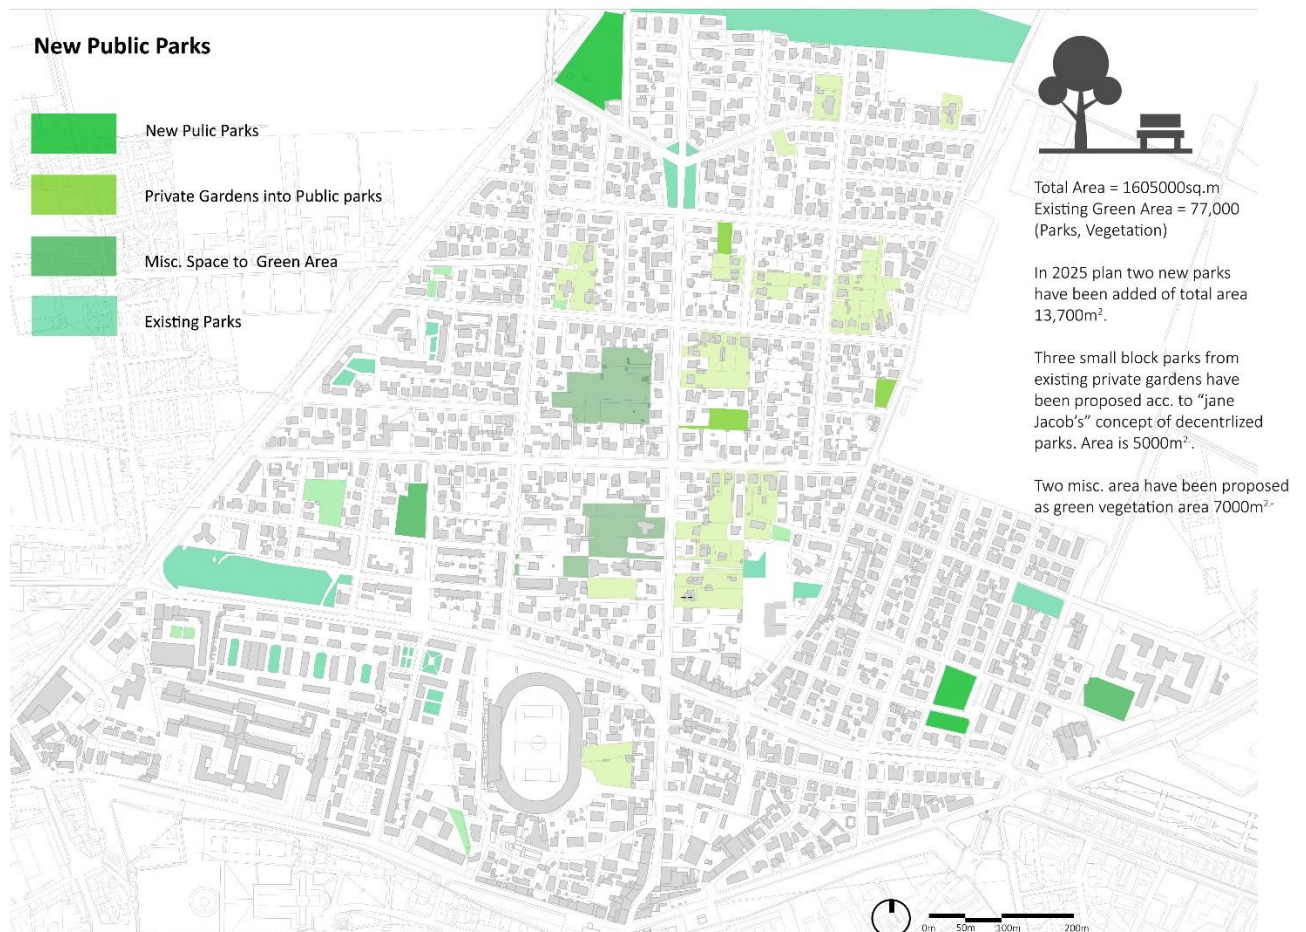 New Public Parks
New Pulic Parks
Private Gardens into Public parks
Misc. Space to Green Area
Existing Parks
Total Area = 1605000sq.m
Existing Green Area = 77,000
(Parks, Vegetation)
In 2025 plan two new parks
have been added of total area
13,700m².
Three small block parks from
existing private gardens have
been proposed acc. to “jane
Jacob’s” concept of decentrlized
parks. Area is 5000m².
Two misc. area have been proposed
as green vegetation area 7000m².
0m 50m 100m 200m